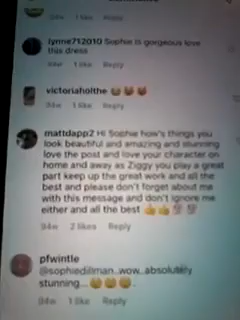 94w 1 like Reply
lynne712010 Sophie is gorgeous love
this dress
94w 1 like Reply
victoriaholthe 😆😻😻
94w 1 like Reply
mattdapp2 Hi Sophie how's things you
look beautiful and amazing and stunning
love the post and love your character on
home and away as Ziggy you play a great
part keep up the great work and all the
best and please don't forget about me
with this message and don't ignore me
either and all the best 👍👍💯💯
94w 2 likes Reply
pfwintle
@sophiedillman..wow..absolutely
stunning...😄😄😄.
94w 1 like Reply